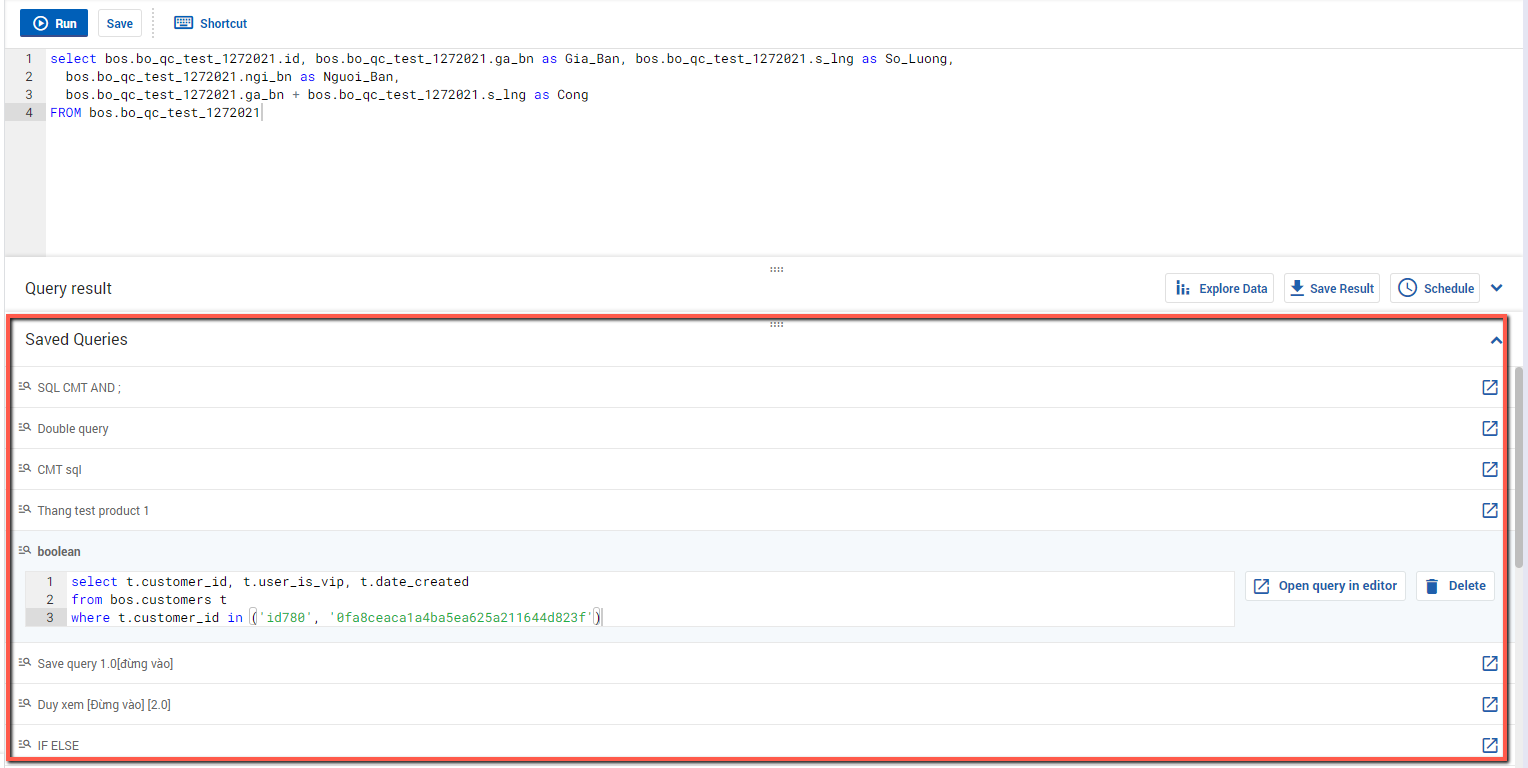 Run Save Shortcut
1 select bos.bo_qc_test_1272021.id, bos.bo_qc_test_1272021.ga_bn as Gia_Ban, bos.bo_qc_test_1272021.s_lng as So_Luong,
2 bos.bo_qc_test_1272021.ngi_bn as Nguoi_Ban,
3 bos.bo_qc_test_1272021.ga_bn + bos.bo_qc_test_1272021.s_lng as Cong
4 FROM bos.bo_qc_test_1272021
Query result Explore Data Save Result Schedule
Saved Queries
SQL CMT AND ;
Double query
CMT sql
Thang test product 1
boolean
1 select t.customer_id, t.user_is_vip, t.date_created
2 from bos.customers t
3 where t.customer_id in ('id780', '0fa8ceaca1a4ba5ea625a211644d823f')
Open query in editor Delete
Save query 1.0[đừng vào]
Duy xem [Đừng vào] [2.0]
IF ELSE